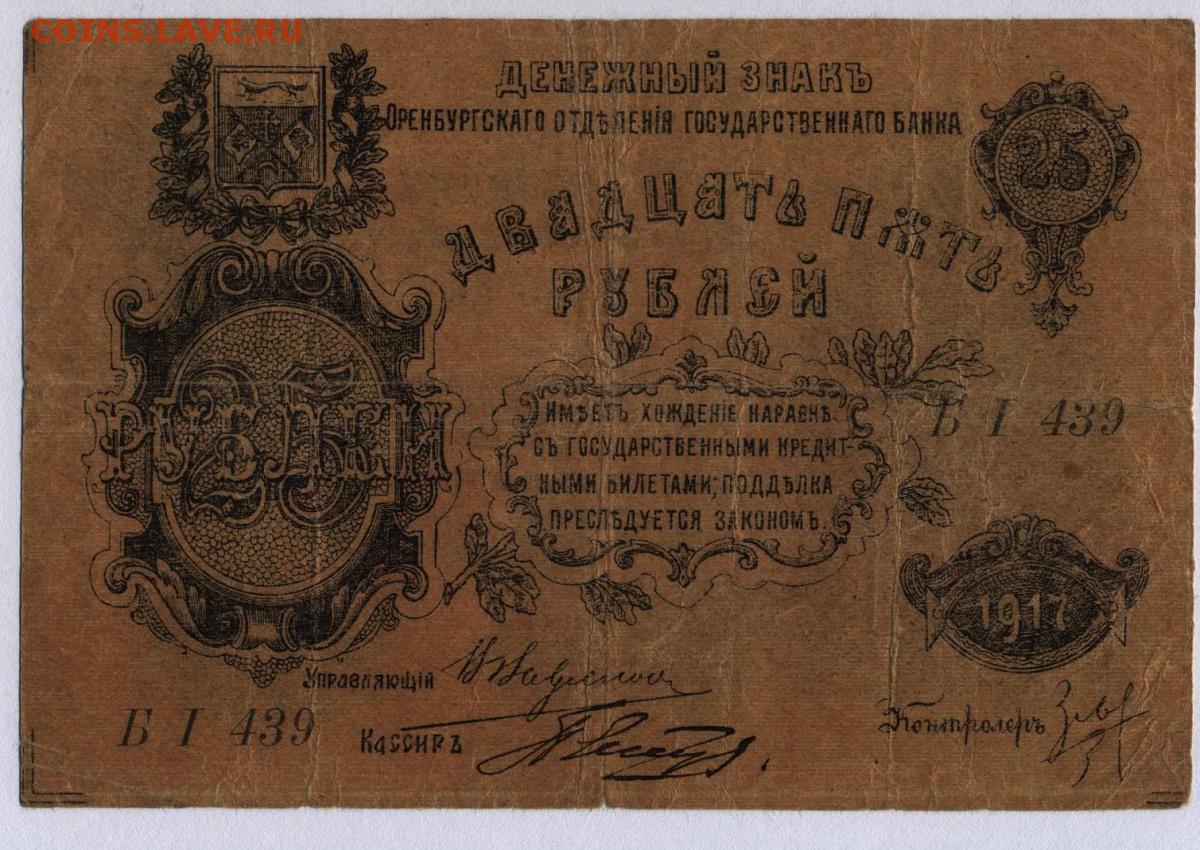 COINS.LAVE.RU
ДЕНЕЖНЫЙ ЗНАКЪ
ОРЕНБУРГСКАГО ОТДѢЛЕНІЯ ГОСУДАРСТВЕННАГО БАНКА
25
ДВАДЦАТЬ ПЯТЬ
РУБЛЕЙ
25
РУБЛЕЙ
ИМѢЕТЪ ХОЖДЕНІЕ НАРАВНѢ
СЪ ГОСУДАРСТВЕННЫМИ КРЕДИТ-
НЫМИ БИЛЕТАМИ; ПОДДѢЛКА
ПРЕСЛѢДУЕТСЯ ЗАКОНОМЪ.
Б I 439
1917
Управляющій
Б I 439
Кассиръ
Контролеръ